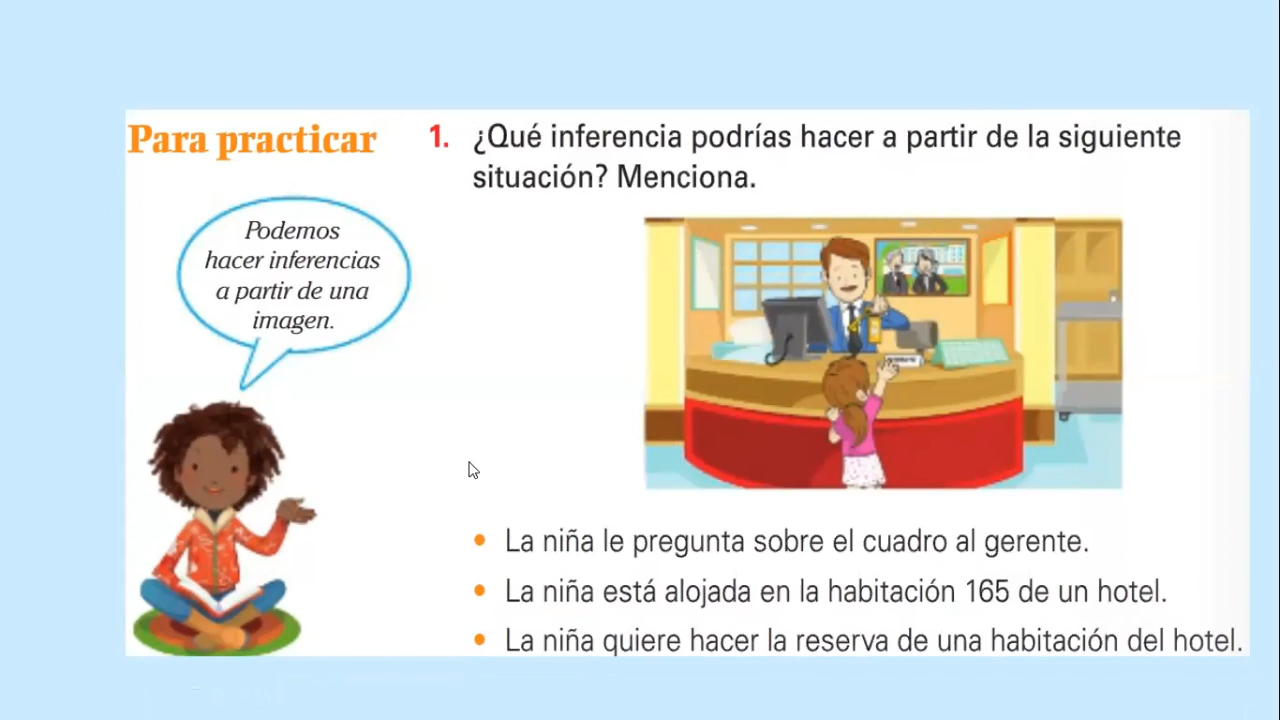 Para practicar
1. ¿Qué inferencia podrías hacer a partir de la siguiente
situación? Menciona.
Podemos
hacer inferencias
a partir de una
imagen.
• La niña le pregunta sobre el cuadro al gerente.
• La niña está alojada en la habitación 165 de un hotel.
• La niña quiere hacer la reserva de una habitación del hotel.